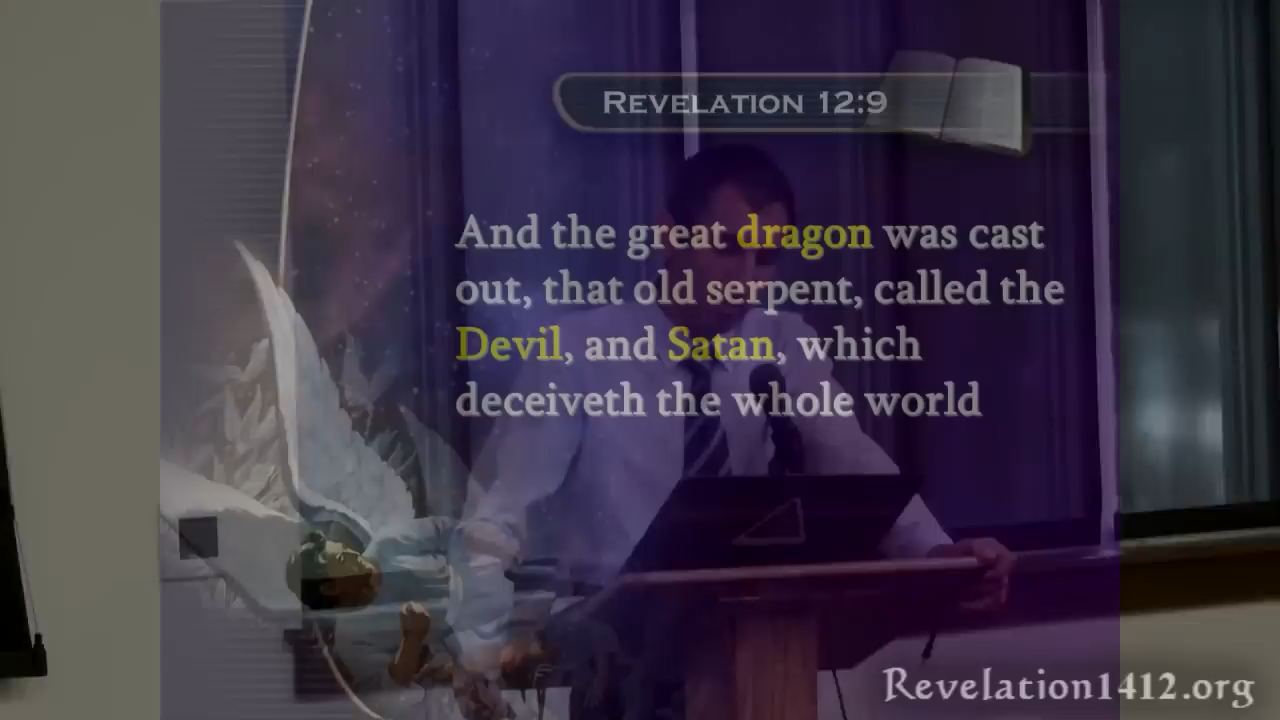 Revelation 12:9
And the great dragon was cast
out, that old serpent, called the
Devil, and Satan, which
deceiveth the whole world
Revelation1412.org